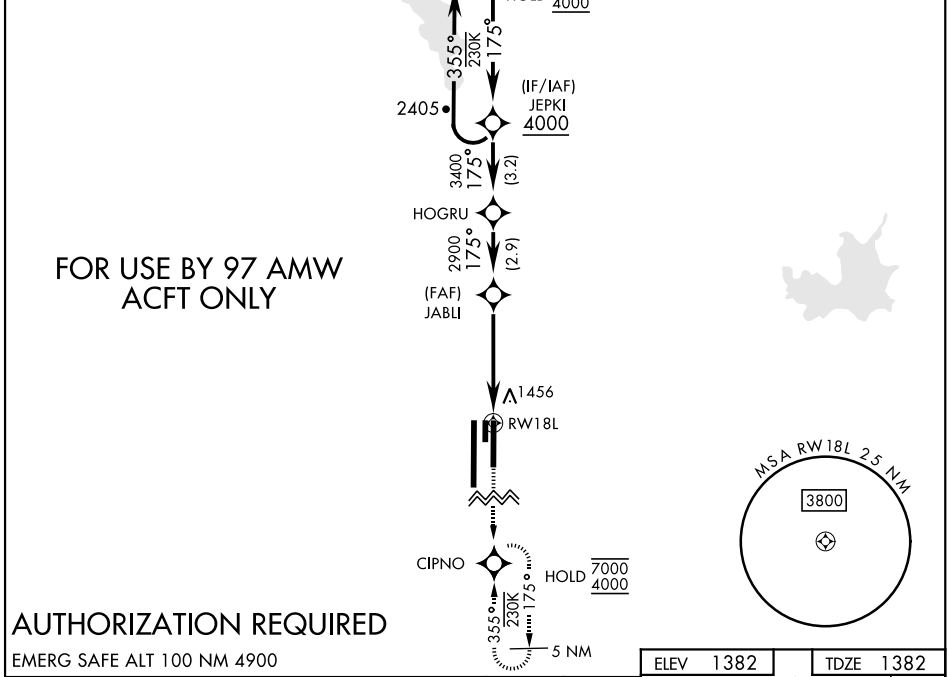 HOLD 4000
355°
230K
175°
2405
(IF/IAF)
JEPKI
4000
3400
175°
(3.2)
HOGRU
2900
175°
(2.9)
FOR USE BY 97 AMW
ACFT ONLY
(FAF)
JABLI
1456
RW18L
MSA RW18L 25 NM
3800
CIPNO
HOLD 7000
4000
355°
230K
175°
5 NM
AUTHORIZATION REQUIRED
EMERG SAFE ALT 100 NM 4900
ELEV 1382
TDZE 1382